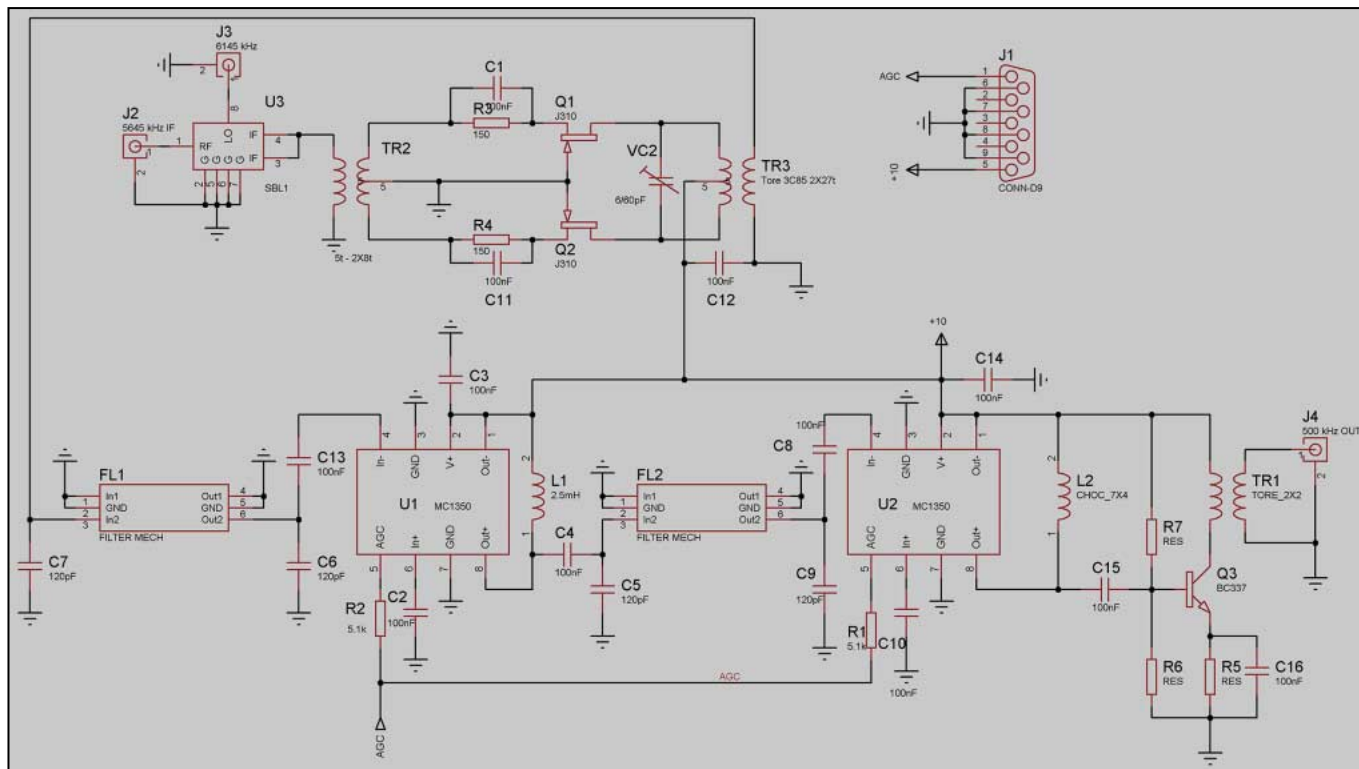 J3
6145 kHz
2
1
8
U3
J2
5645 kHz IF
1
1
2
RF
LO
IF
IF
4
3
G
G
G
G
2
5
6
7
SBL1
TR2
5
5t - 2X8t
C1
100nF
R3
150
Q1
J310
R4
150
C11
100nF
Q2
J310
VC2
6/60pF
5
TR3
Tore 3C85 2X27t
C12
100nF
J1
AGC
+10
1
6
2
7
3
8
4
9
5
CONN-D9
C3
100nF
+10
C14
100nF
FL1
In1
GND
In2
Out1
GND
Out2
1
2
3
4
5
6
FILTER MECH
C7
120pF
C13
100nF
C6
120pF
4
3
2
1
In-
GND
V+
Out-
U1
MC1350
AGC
In+
GND
Out+
5
6
7
8
R2
5.1k
C2
100nF
2
L1
2.5mH
1
C4
100nF
C5
120pF
FL2
In1
GND
In2
Out1
GND
Out2
1
2
3
4
5
6
FILTER MECH
100nF
C8
C9
120pF
4
3
2
1
In-
GND
V+
Out-
U2
MC1350
AGC
In+
GND
Out+
5
6
7
8
R1
5.1k
C10
100nF
2
L2
CHOC_7X4
1
C15
100nF
R7
RES
TR1
TORE_2X2
J4
500 kHz OUT
1
2
Q3
BC337
R6
RES
R5
RES
C16
100nF
AGC
AGC